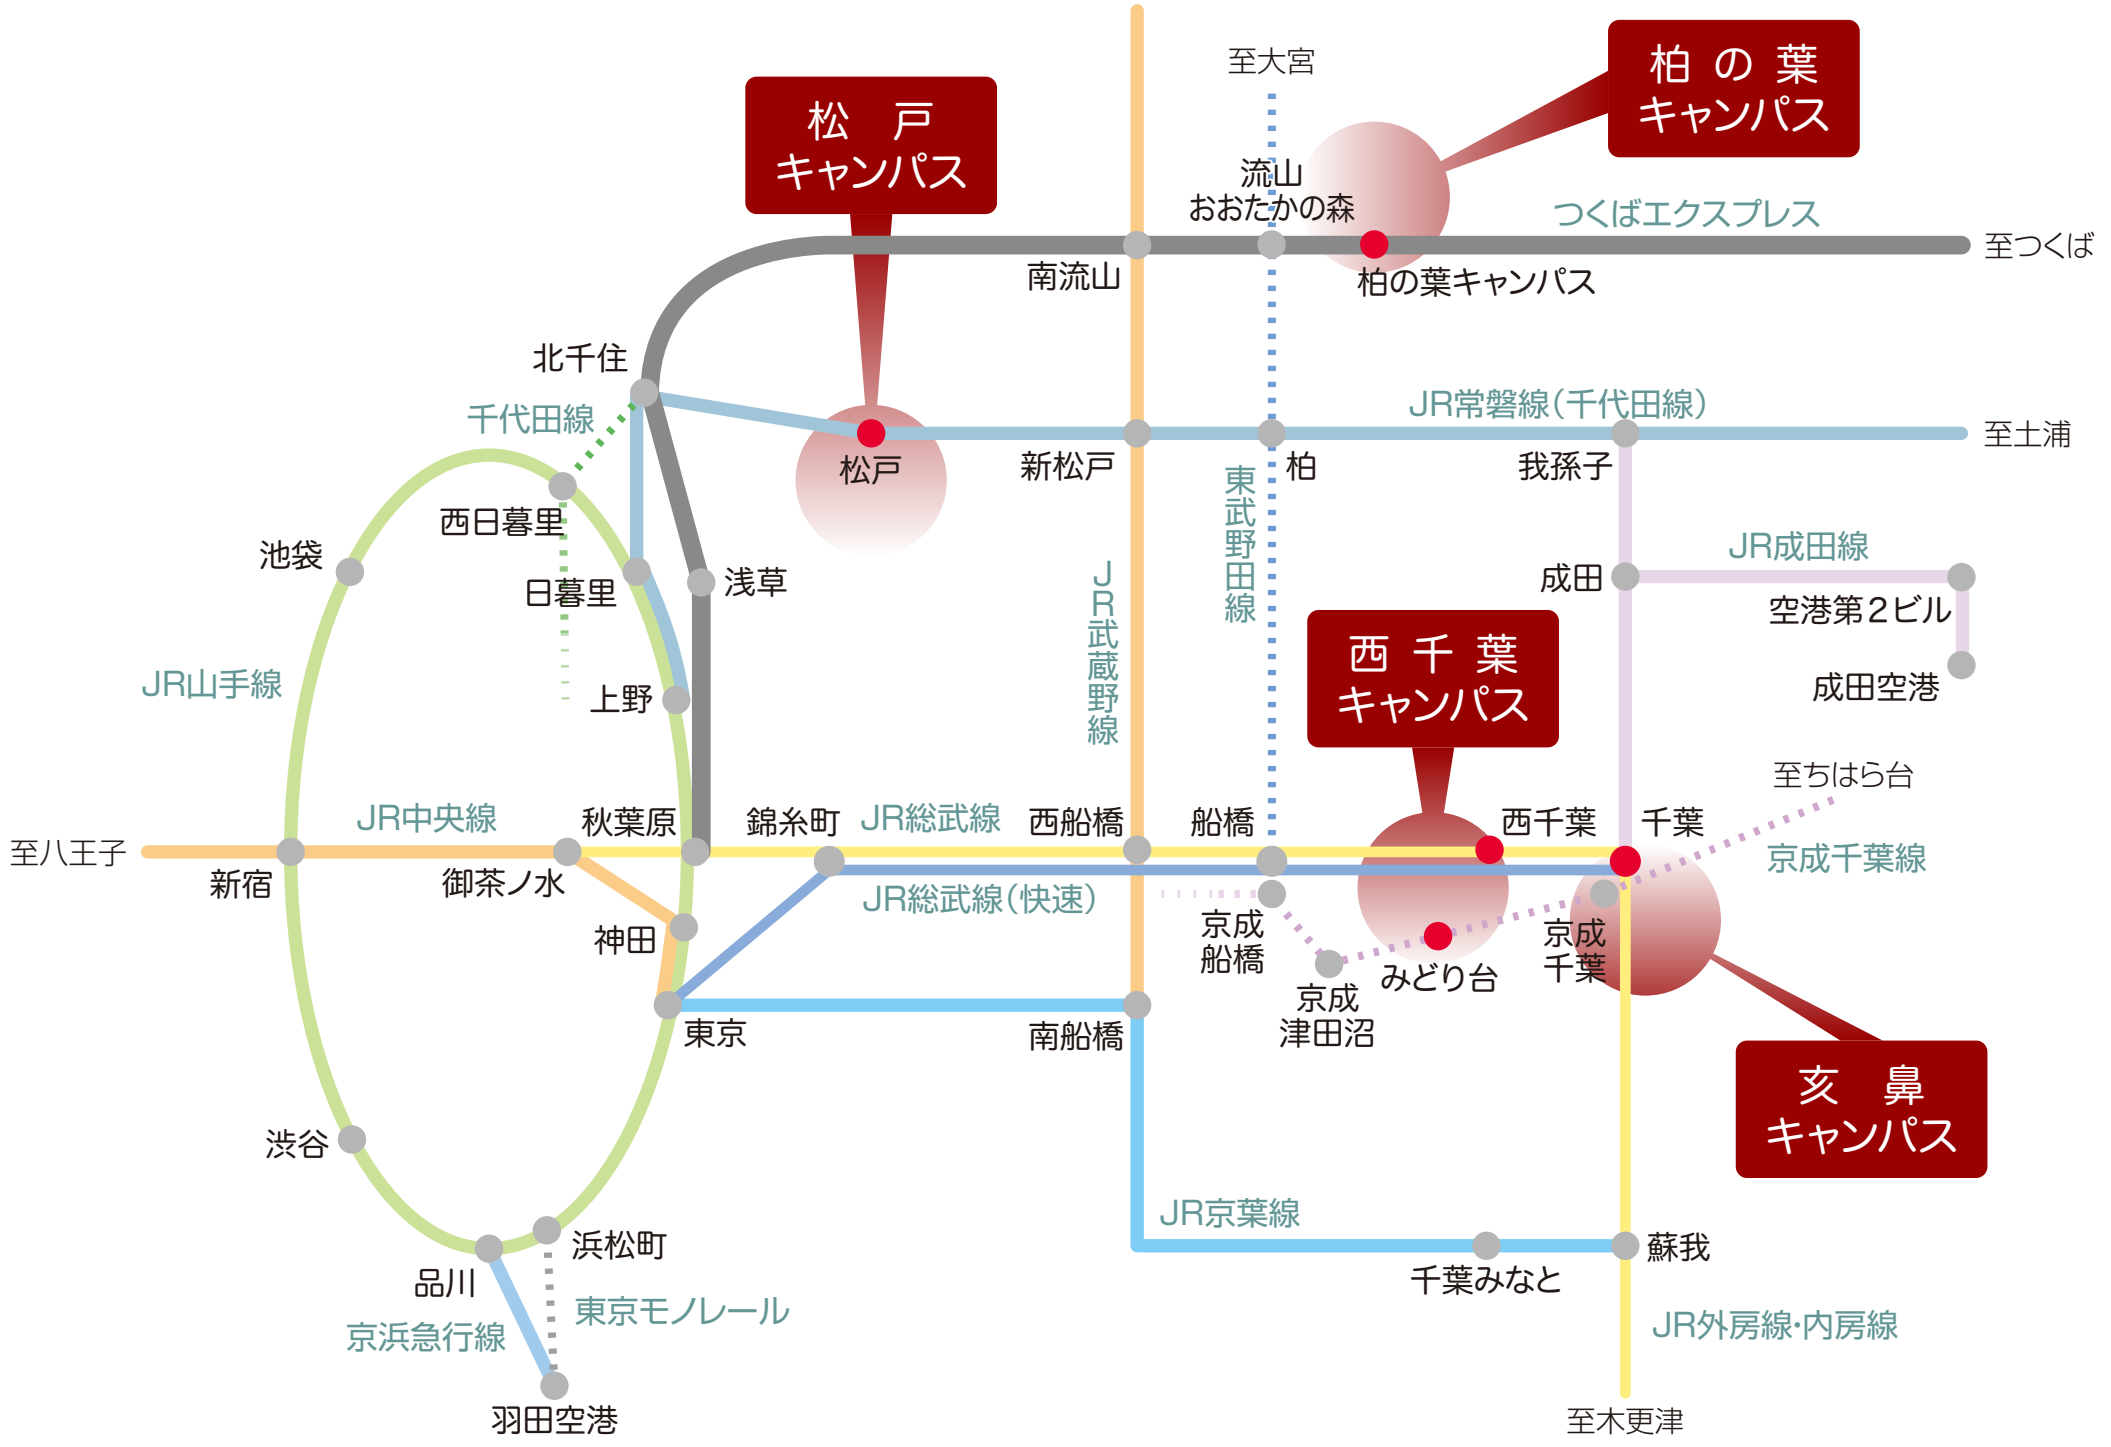 至大宮
柏の葉
キャンパス
松戸
キャンパス
流山
おおたかの森
つくばエクスプレス
至つくば
南流山
柏の葉キャンパス
北千住
千代田線
JR常磐線（千代田線）
至土浦
松戸
新松戸
柏
我孫子
東武野田線
西日暮里
池袋
日暮里
浅草
JR武蔵野線
成田
JR成田線
空港第2ビル
成田空港
西千葉
キャンパス
JR山手線
上野
至ちはら台
至八王子
JR中央線
秋葉原
錦糸町
JR総武線
西船橋
船橋
西千葉
千葉
京成千葉線
新宿
御茶ノ水
JR総武線（快速）
神田
京成
船橋
みどり台
京成
千葉
京成
津田沼
東京
南船橋
亥鼻
キャンパス
渋谷
JR京葉線
浜松町
品川
千葉みなと
蘇我
京浜急行線
東京モノレール
JR外房線・内房線
羽田空港
至木更津